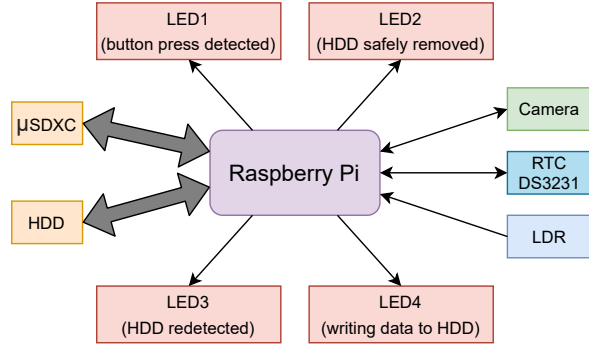 LED1
(button press detected)
LED2
(HDD safely removed)
μSDXC
Camera
Raspberry Pi
RTC
DS3231
HDD
LDR
LED3
(HDD redetected)
LED4
(writing data to HDD)